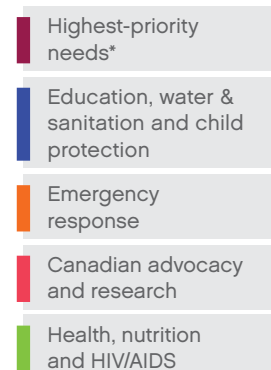 Highest-priority
needs*
Education, water &
sanitation and child
protection
Emergency
response
Canadian advocacy
and research
Health, nutrition
and HIV/AIDS